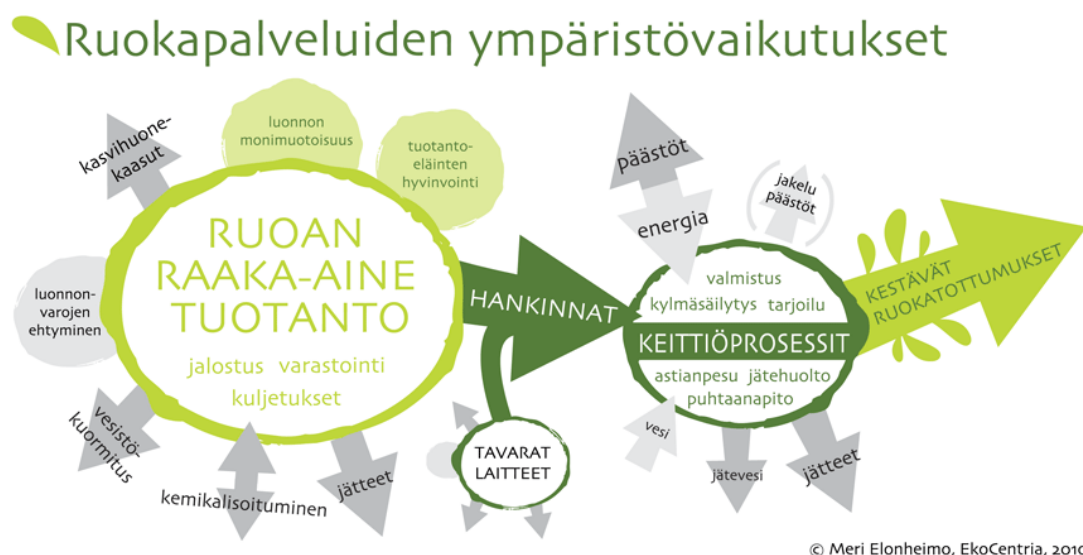 Ruokapalveluiden ympäristövaikutukset
kasvihuone-
kaasut
luonnon
monimuotoisuus
tuotanto-
eläinten
hyvinvointi
RUOAN
RAAKA-AINE
TUOTANTO
jalostus varastointi
kuljetukset
luonnon-
varojen
ehtyminen
vesistö-
kuormitus
kemikalisoituminen
jätteet
HANKINNAT
TAVARAT
LAITTEET
päästöt
energia
jakelu
päästöt
valmistus
kylmäsäilytys tarjoilu
KEITTIÖPROSESSIT
astianpesu jätehuolto
puhtaanapito
vesi
jätevesi
jätteet
KESTÄVÄT
RUOKATOTTUMUKSET
© Meri Elonheimo, EkoCentria, 2010